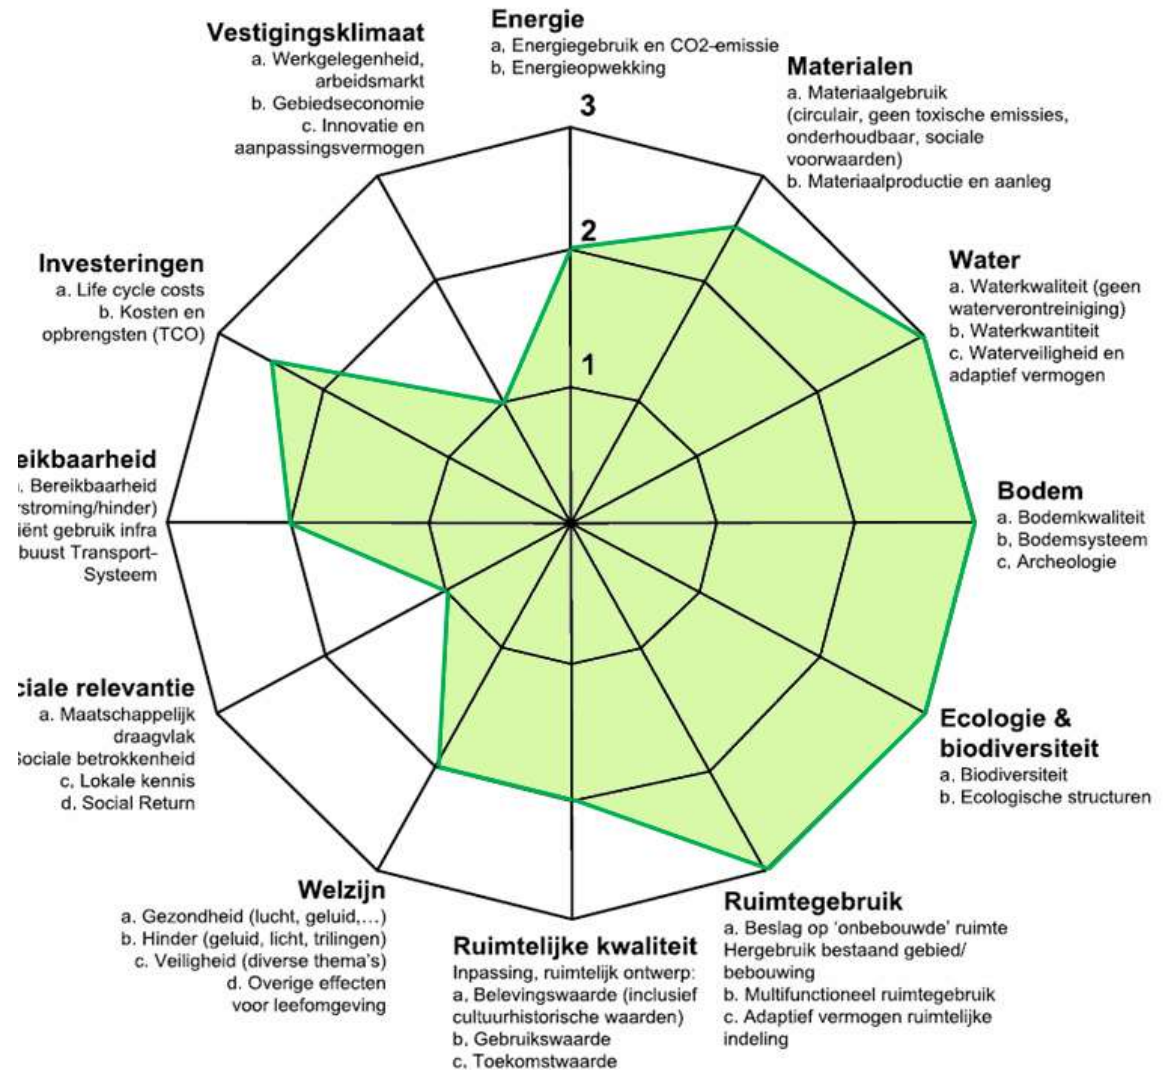 Energie
a, Energiegebruik en CO2-emissie
b, Energieopwekking
Materialen
a. Materiaalgebruik
(circulair, geen toxische emissies,
onderhoudbaar, sociale
voorwaarden)
b. Materiaalproductie en aanleg
Water
a. Waterkwaliteit (geen
waterverontreiniging)
b. Waterkwantiteit
c. Waterveiligheid en
adaptief vermogen
Bodem
a. Bodemkwaliteit
b, Bodemsysteem
c, Archeologie
Ecologie &
biodiversiteit
a, Biodiversiteit
b. Ecologische structuren
Ruimtegebruik
a. Beslag op ‘onbebouwde’ ruimte
Hergebruik bestaand gebied/
bebouwing
b. Multifunctioneel ruimtegebruik
c. Adaptief vermogen ruimtelijke
indeling
Ruimtelijke kwaliteit
Inpassing, ruimtelijk ontwerp:
a, Belevingswaarde (inclusief
cultuurhistorische waarden)
b, Gebruikswaarde
c, Toekomstwaarde
Welzijn
a. Gezondheid (lucht, geluid,...)
b. Hinder (geluid, licht, trilingen)
c. Veiligheid (diverse thema's)
d. Overige effecten
voor leefomgeving
ciale relevantie
a. Maatschappelijk
draagvlak
Sociale betrokkenheid
c, Lokale kennis
d. Social Return
eikbaarheid
. Bereikbaarheid
rstroming/hinder)
iënt gebruik infra
buust Transport-
Systeem
Investeringen
a. Life cycle costs
b. Kosten en
opbrengsten (TCO)
Vestigingsklimaat
a. Werkgelegenheid,
arbeidsmarkt
b. Gebiedseconomie
c. Innovatie en
aanpassingsvermogen
3
2
1